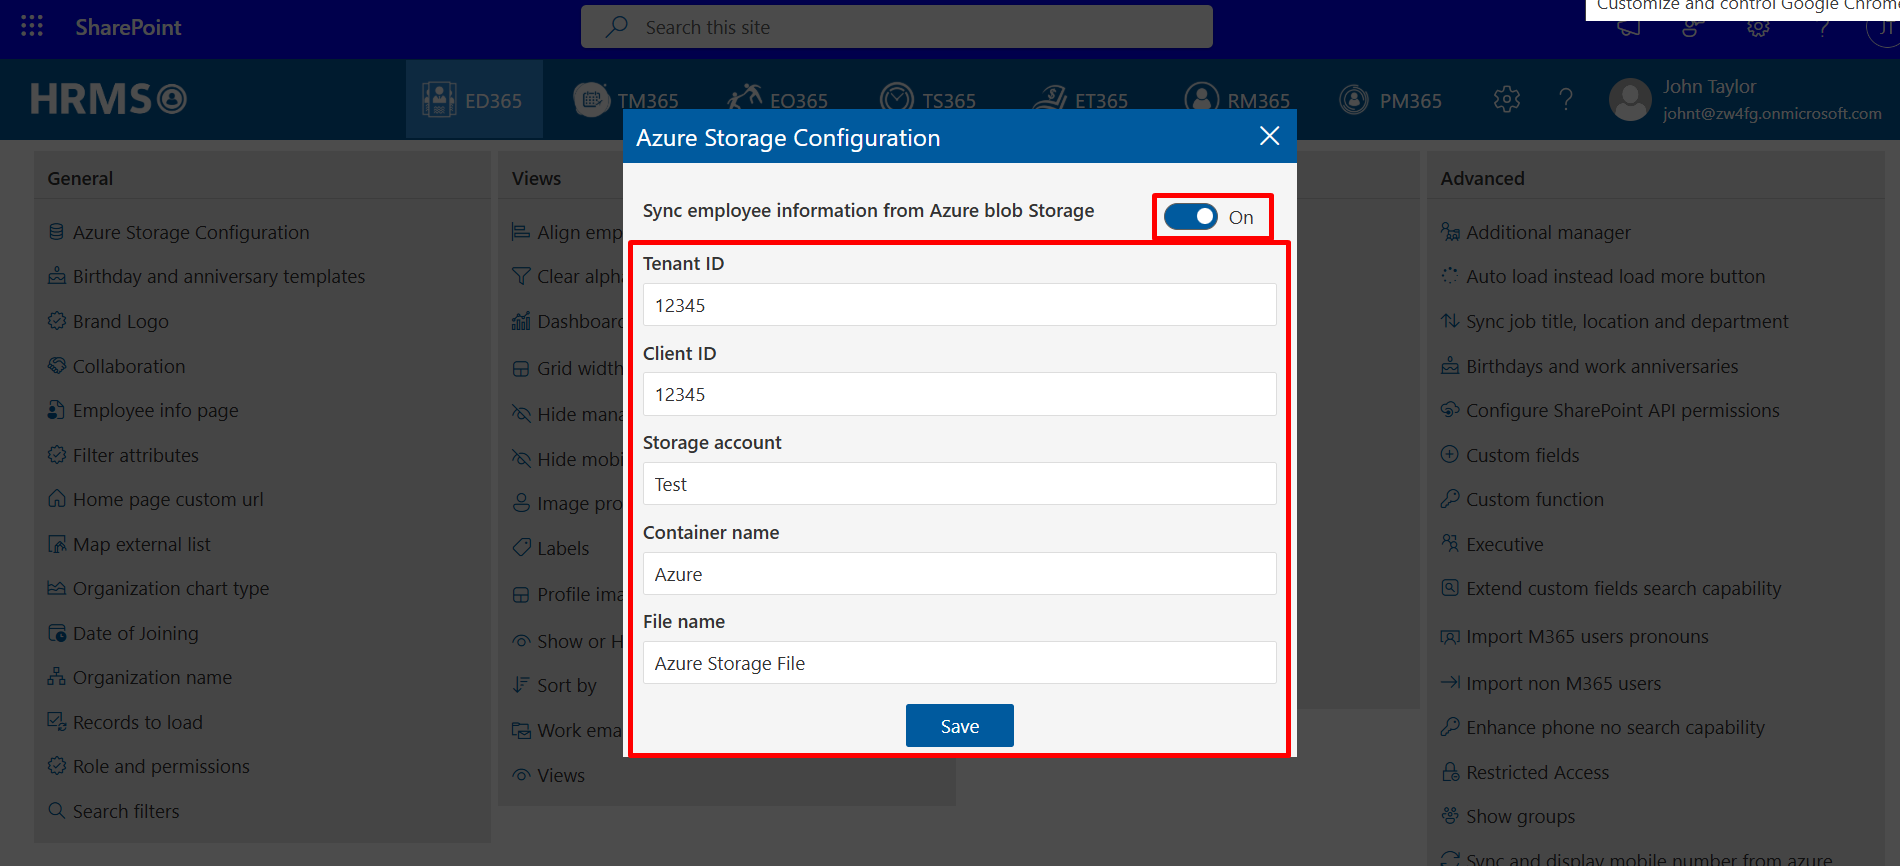 Customize and control Google Chrome
SharePoint
Search this site
HRMS
ED365
TM365
EO365
TS365
ET365
RM365
PM365
John Taylor
johnt@zw4fg.onmicrosoft.com
Azure Storage Configuration
Sync employee information from Azure blob Storage
On
Tenant ID
12345
Client ID
12345
Storage account
Test
Container name
Azure
File name
Azure Storage File
Save
General
Azure Storage Configuration
Birthday and anniversary templates
Brand Logo
Collaboration
Employee info page
Filter attributes
Home page custom url
Map external list
Organization chart type
Date of Joining
Organization name
Records to load
Role and permissions
Search filters
Views
Align emp
Clear alpha
Dashboard
Grid width
Hide mana
Hide mobi
Image pro
Labels
Profile ima
Show or H
Sort by
Work ema
Views
Advanced
Additional manager
Auto load instead load more button
Sync job title, location and department
Birthdays and work anniversaries
Configure SharePoint API permissions
Custom fields
Custom function
Executive
Extend custom fields search capability
Import M365 users pronouns
Import non M365 users
Enhance phone no search capability
Restricted Access
Show groups
Sync and display mobile number from azure